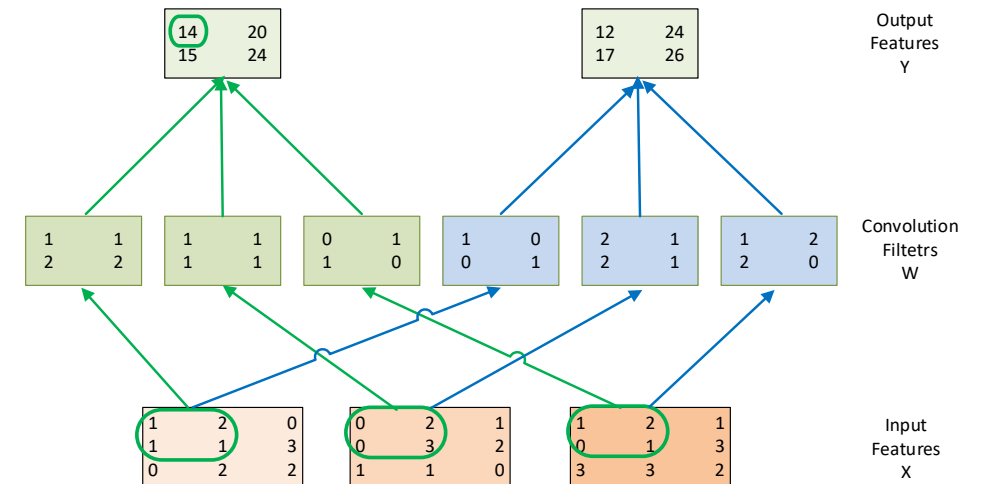 14 20
15 24
12 24
17 26
Output
Features
Y
1 1
2 2
1 1
1 1
0 1
1 0
1 0
0 1
2 1
2 1
1 2
2 0
Convolution
Filtetrs
W
1 2 0
1 1 3
0 2 2
0 2 1
0 3 2
1 1 0
1 2 1
0 1 3
3 3 2
Input
Features
X